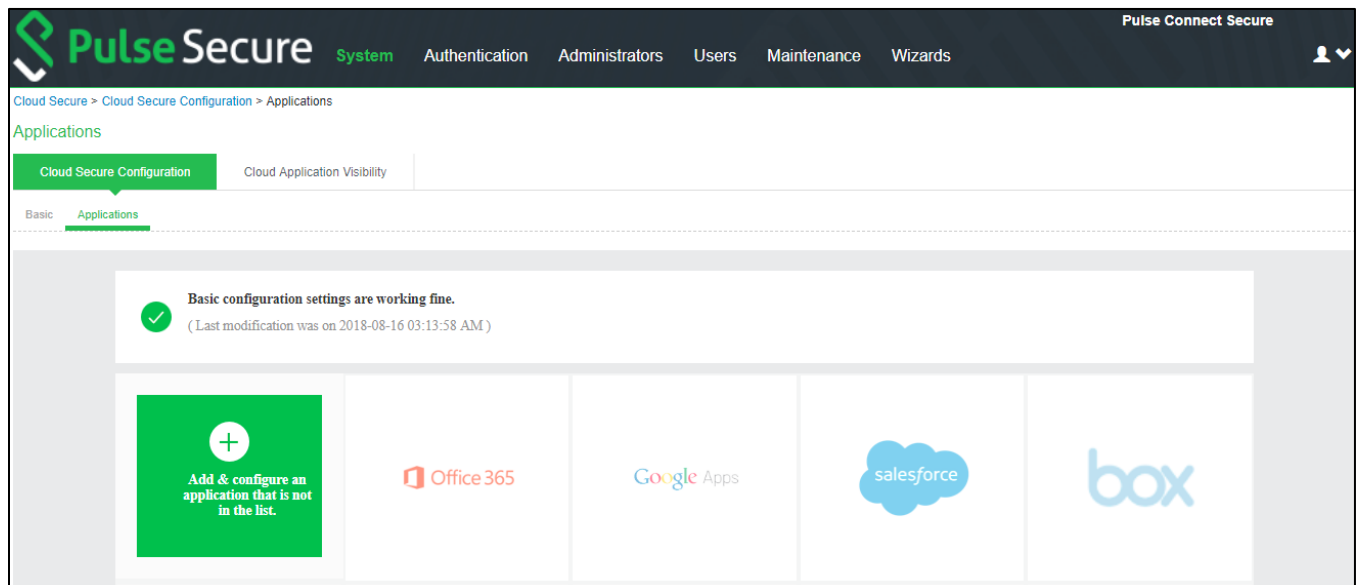 Pulse Connect Secure
Pulse Secure
System Authentication Administrators Users Maintenance Wizards
Cloud Secure > Cloud Secure Configuration > Applications
Applications
Cloud Secure Configuration Cloud Application Visibility
Basic Applications
Basic configuration settings are working fine.
( Last modification was on 2018-08-16 03:13:58 AM )
Add & configure an
application that is not
in the list.
Office 365
Google Apps
salesforce
box